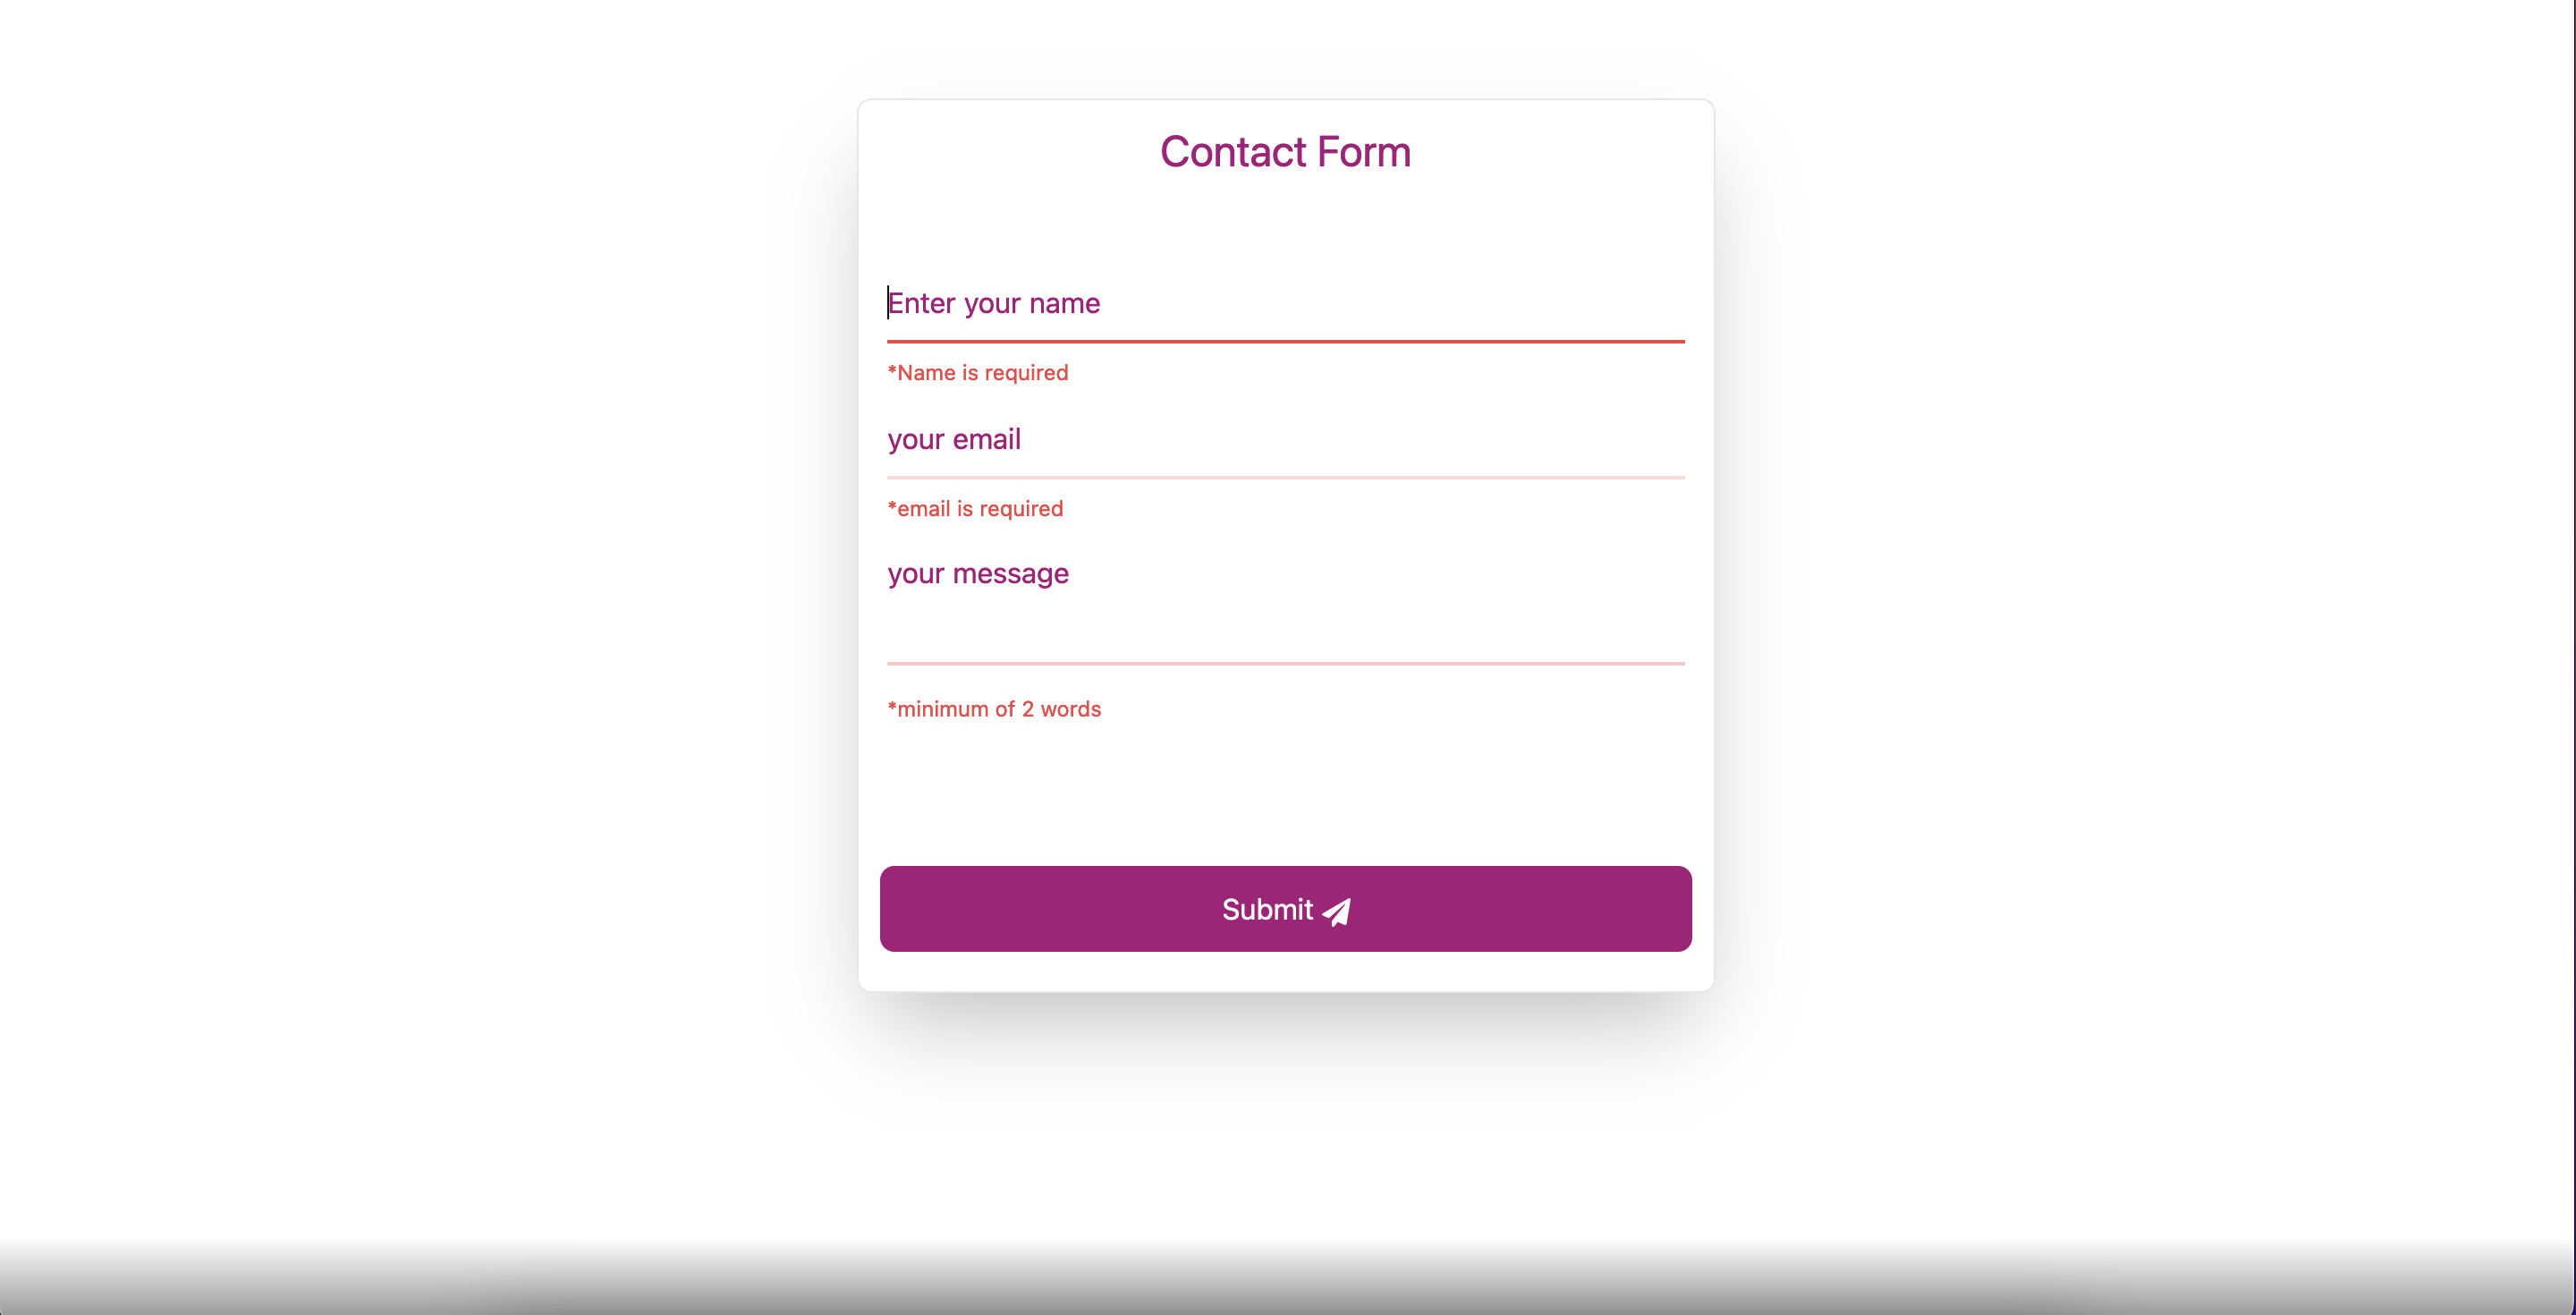 Contact Form
Enter your name
*Name is required
your email
*email is required
your message
*minimum of 2 words
Submit